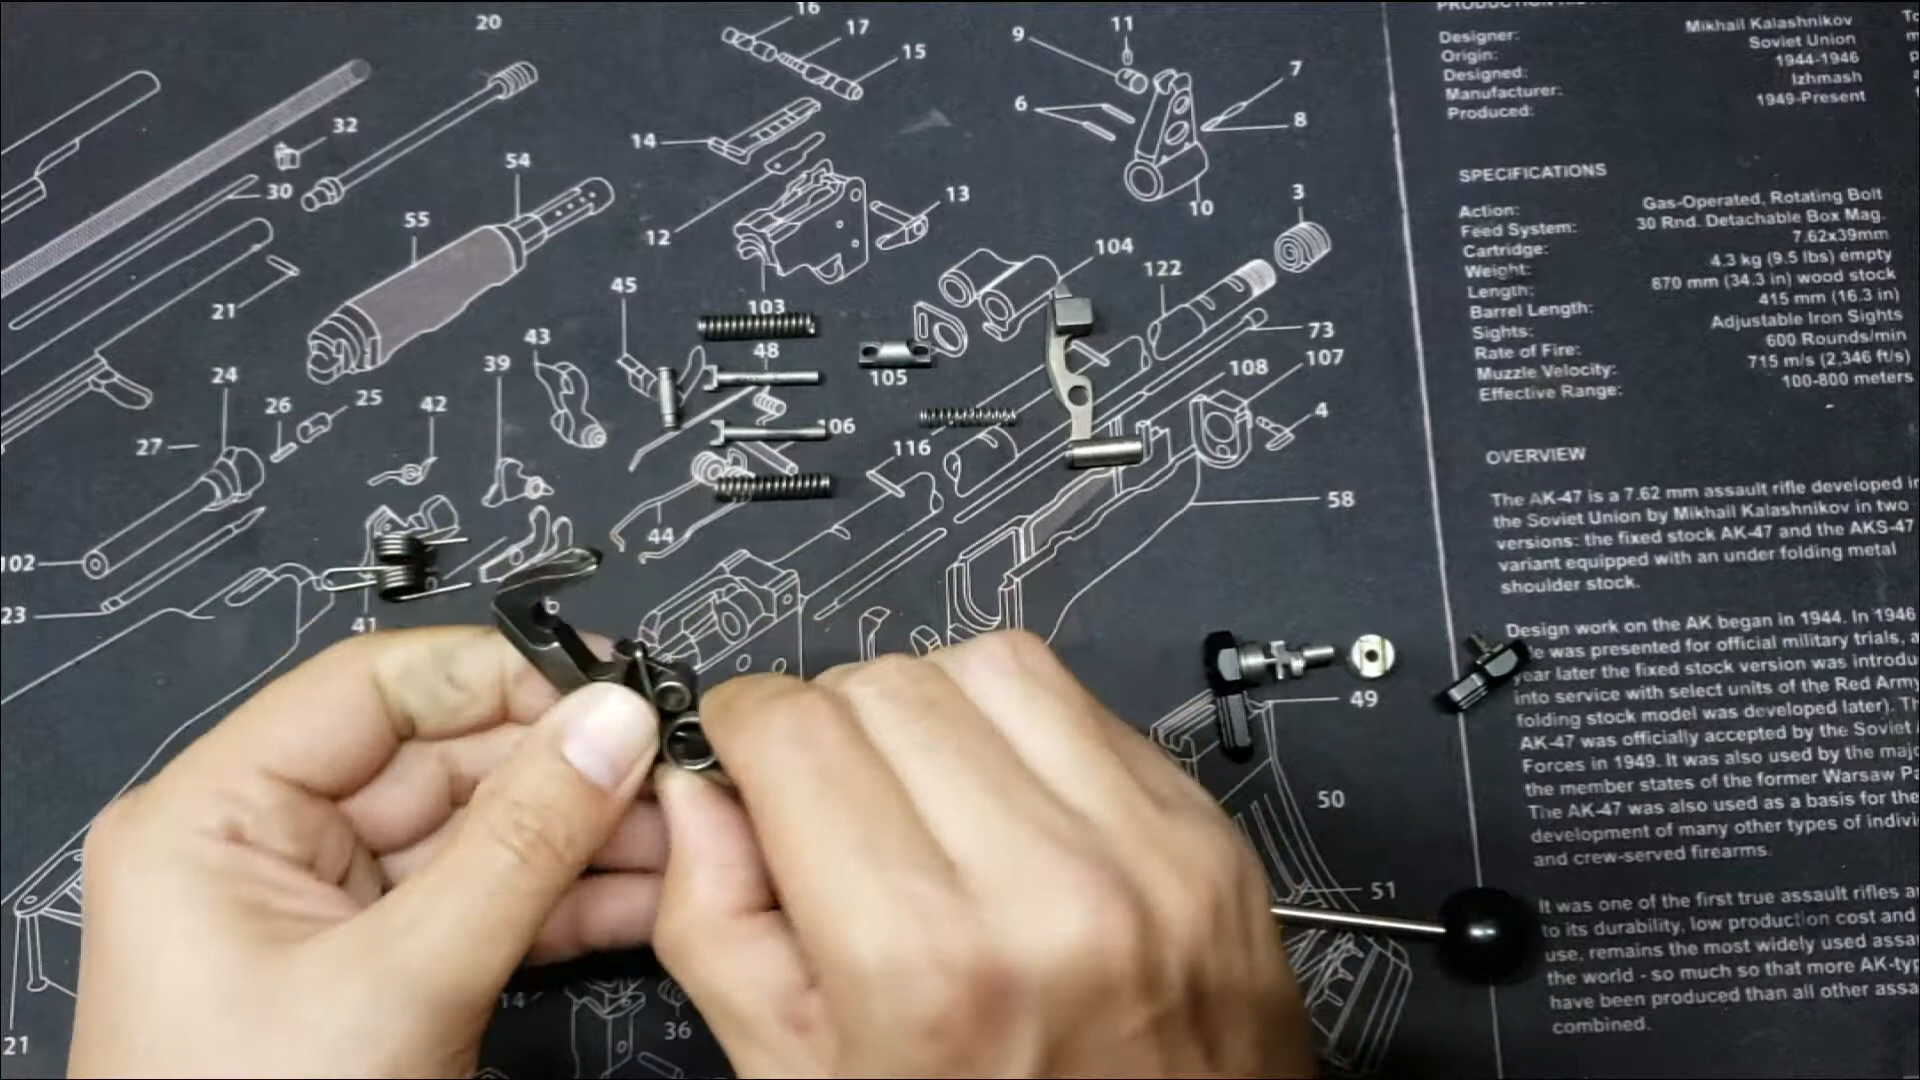 20
16
17
15
11
9
7
6
8
32
14
54
30
13
10
3
55
12
104
122
45
21
103
43
73
48
39
107
24
105
108
25
26
42
4
27
06
116
58
44
102
23
41
49
50
51
14
36
21
Designer:
Origin:
Designed:
Manufacturer:
Produced:
Mikhail Kalashnikov
Soviet Union
1944-1946
Izhmash
1949-Present
SPECIFICATIONS
Action:
Feed System:
Cartridge:
Weight:
Length:
Barrel Length:
Sights:
Rate of Fire:
Muzzle Velocity:
Effective Range:
Gas-Operated, Rotating Bolt
30 Rnd. Detachable Box Mag.
7.62x39mm
4.3 kg (9.5 lbs) empty
870 mm (34.3 in) wood stock
415 mm (16.3 in)
Adjustable Iron Sights
600 Rounds/min
715 m/s (2,346 ft/s)
100-800 meters
OVERVIEW
The AK-47 is a 7.62 mm assault rifle developed in
the Soviet Union by Mikhail Kalashnikov in two
versions: the fixed stock AK-47 and the AKS-47
variant equipped with an under folding metal
shoulder stock.
Design work on the AK began in 1944. In 1946
was presented for official military trials,
year later the fixed stock version was introdu
into service with select units of the Red Army
folding stock model was developed later). Th
AK-47 was officially accepted by the Soviet
Forces in 1949. It was also used by the majo
the member states of the former Warsaw Pa
The AK-47 was also used as a basis for the
development of many other types of indivi
and crew-served firearms.
It was one of the first true assault rifles
to its durability, low production cost and
use, remains the most widely used assa
the world - so much so that more AK-typ
have been produced than all other assa
combined.